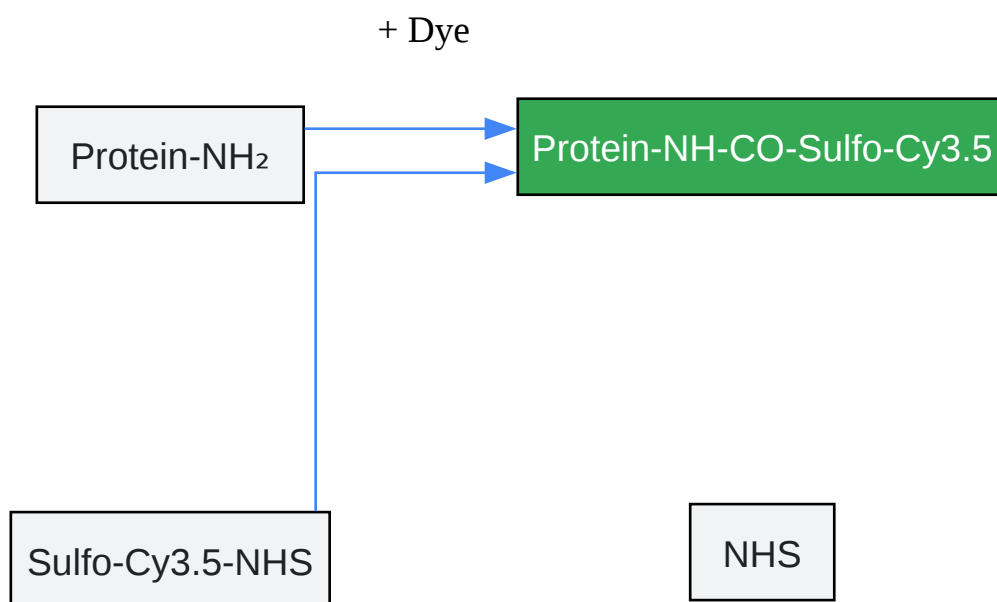 + Dye
Protein-NH₂
Protein-NH-CO-Sulfo-Cy3.5
Sulfo-Cy3.5-NHS
NHS